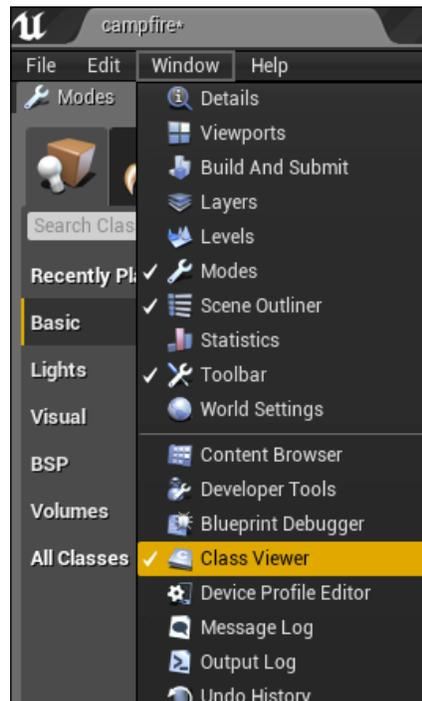 campfire*
File Edit Window Help
Modes
Details
Viewports
Build And Submit
Layers
Levels
Search Clas
Recently Pl
Modes
Scene Outliner
Basic
Statistics
Lights
Toolbar
Visual
World Settings
BSP
Content Browser
Volumes
Developer Tools
Blueprint Debugger
All Classes
Class Viewer
Device Profile Editor
Message Log
Output Log
Undo History